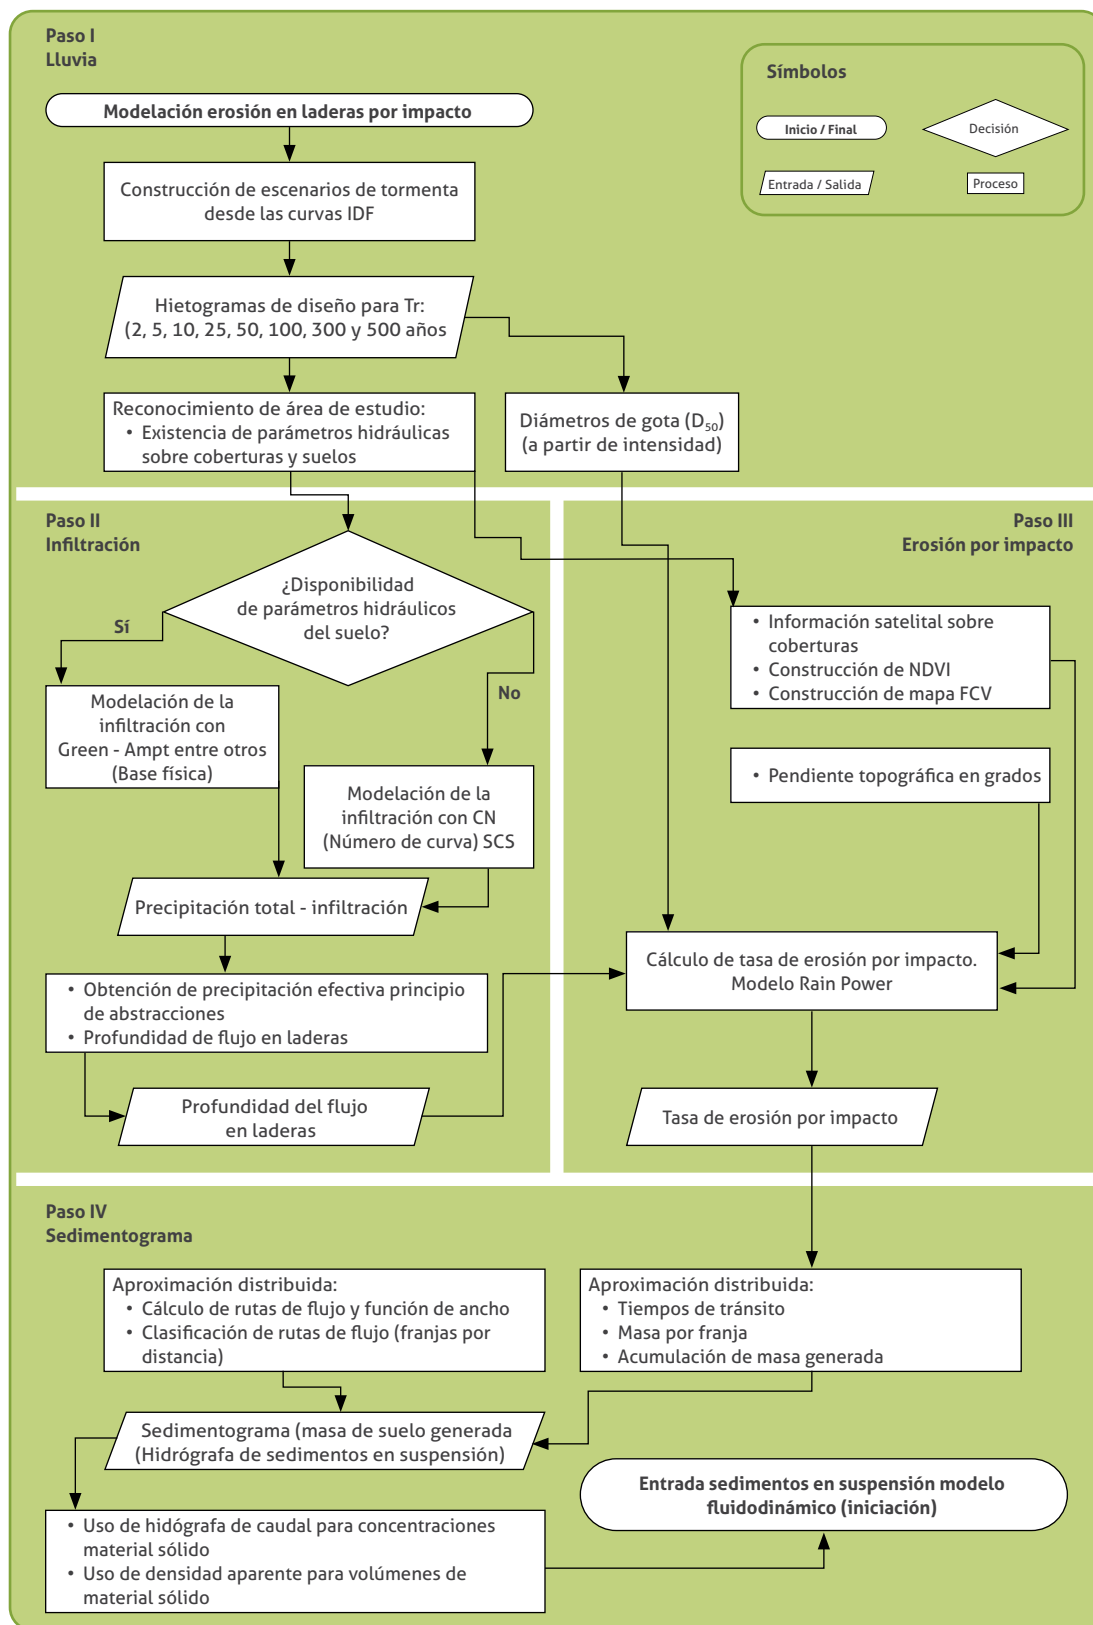 Paso I
Lluvia
Símbolos
Inicio / Final
Decisión
Entrada / Salida
Proceso
Modelación erosión en laderas por impacto
Construcción de escenarios de tormenta
desde las curvas IDF
Hietogramas de diseño para Tr:
(2, 5, 10, 25, 50, 100, 300 y 500 años
Reconocimiento de área de estudio:
• Existencia de parámetros hidráulicas
sobre coberturas y suelos
Diámetros de gota (D₅₀)
(a partir de intensidad)
Paso II
Infiltración
¿Disponibilidad
de parámetros hidráulicos
del suelo?
Sí
No
Modelación de la
infiltración con
Green - Ampt entre otros
(Base física)
Modelación de la
infiltración con CN
(Número de curva) SCS
Precipitación total - infiltración
• Obtención de precipitación efectiva principio
de abstracciones
• Profundidad de flujo en laderas
Profundidad del flujo
en laderas
Paso III
Erosión por impacto
• Información satelital sobre
coberturas
• Construcción de NDVI
• Construcción de mapa FCV
• Pendiente topográfica en grados
Cálculo de tasa de erosión por impacto.
Modelo Rain Power
Tasa de erosión por impacto
Paso IV
Sedimentograma
Aproximación distribuida:
• Cálculo de rutas de flujo y función de ancho
• Clasificación de rutas de flujo (franjas por
distancia)
Aproximación distribuida:
• Tiempos de tránsito
• Masa por franja
• Acumulación de masa generada
Sedimentograma (masa de suelo generada
(Hidrógrafa de sedimentos en suspensión)
• Uso de hidógrafa de caudal para concentraciones
material sólido
• Uso de densidad aparente para volúmenes de
material sólido
Entrada sedimentos en suspensión modelo
fluidodinámico (iniciación)